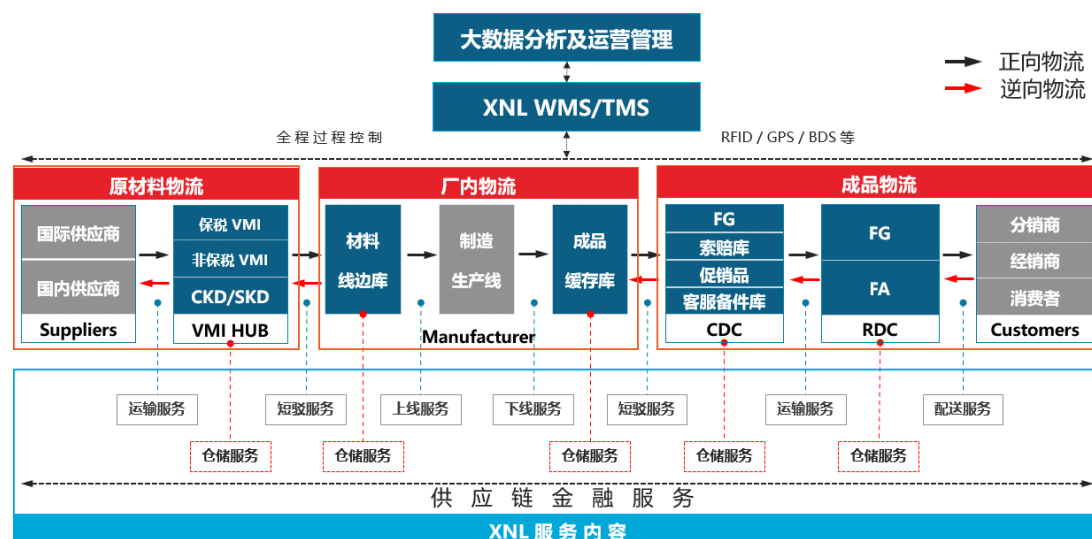 大数据分析及运营管理
正向物流
逆向物流
XNL WMS/TMS
全程过程控制
RFID / GPS / BDS 等
原材料物流
厂内物流
成品物流
国际供应商
国内供应商
Suppliers
保税 VMI
非保税 VMI
CKD/SKD
VMI HUB
材料
线边库
制造
生产线
成品
缓存库
Manufacturer
FG
索赔库
促销品
客服备件库
CDC
FG
FA
RDC
分销商
经销商
消费者
Customers
运输服务
短驳服务
上线服务
下线服务
短驳服务
运输服务
配送服务
仓储服务
仓储服务
仓储服务
仓储服务
仓储服务
供应链金融服务
XNL 服务内容